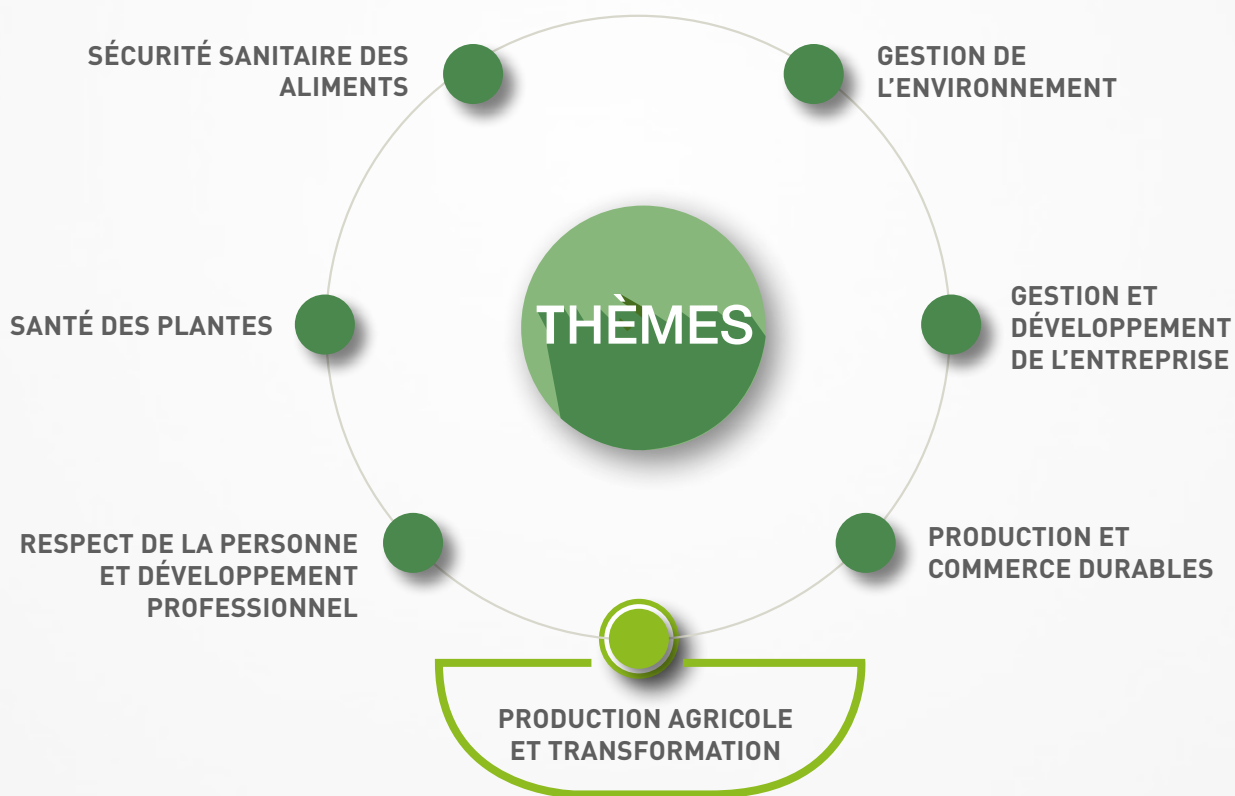 SÉCURITÉ SANITAIRE DES
ALIMENTS
GESTION DE
L'ENVIRONNEMENT
THÈMES
SANTÉ DES PLANTES
GESTION ET
DÉVELOPPEMENT
DE L'ENTREPRISE
RESPECT DE LA PERSONNE
ET DÉVELOPPEMENT
PROFESSIONNEL
PRODUCTION ET
COMMERCE DURABLES
PRODUCTION AGRICOLE
ET TRANSFORMATION